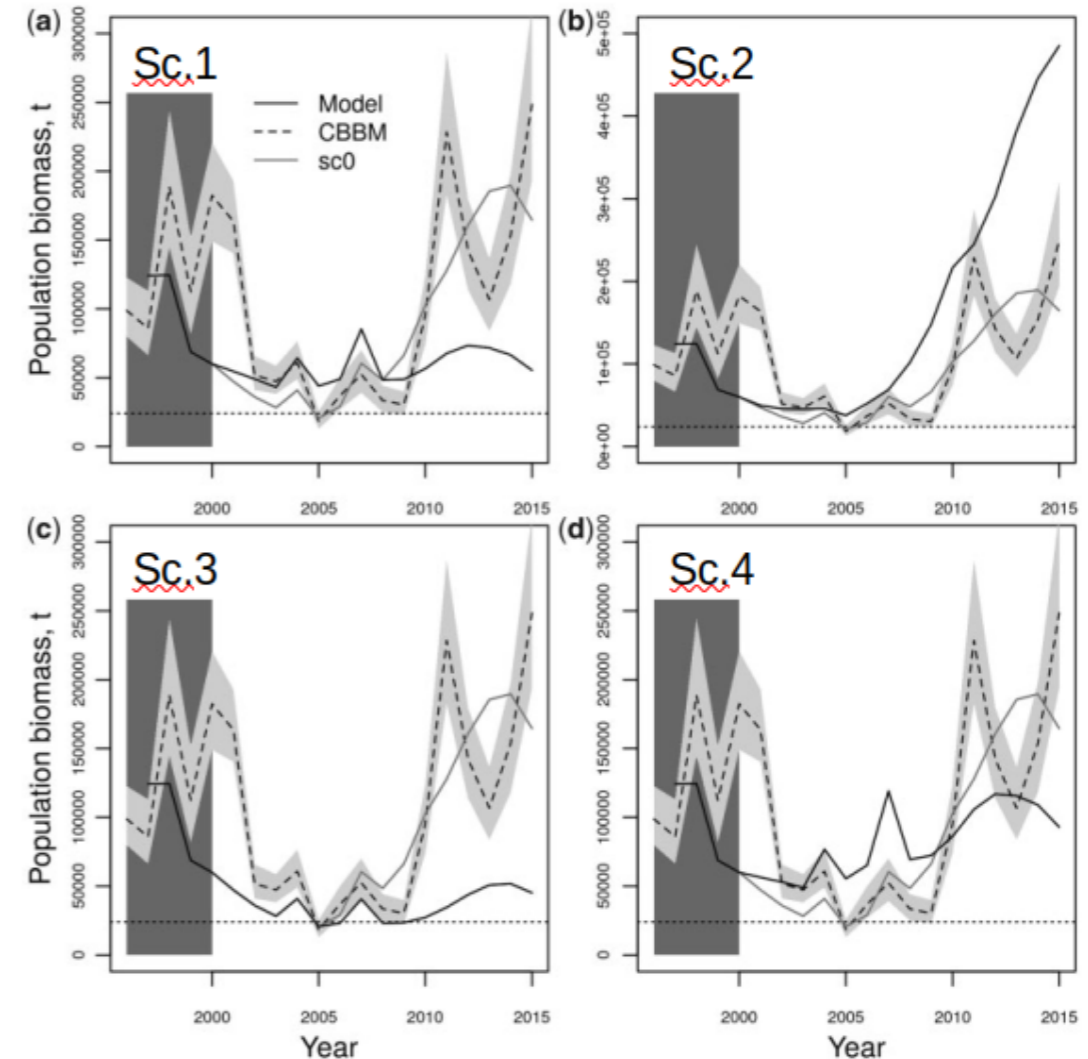 (a)
Sc.1
Model
CBBM
sc0
Population biomass, t
300000
250000
200000
150000
100000
50000
0
2000 2005 2010 2015
(b)
Sc.2
5e+05
4e+05
3e+05
2e+05
1e+05
0e+00
2000 2005 2010 2015
(c)
Sc.3
Population biomass, t
300000
250000
200000
150000
100000
50000
0
2000 2005 2010 2015
Year
(d)
Sc.4
300000
250000
200000
150000
100000
50000
0
2000 2005 2010 2015
Year